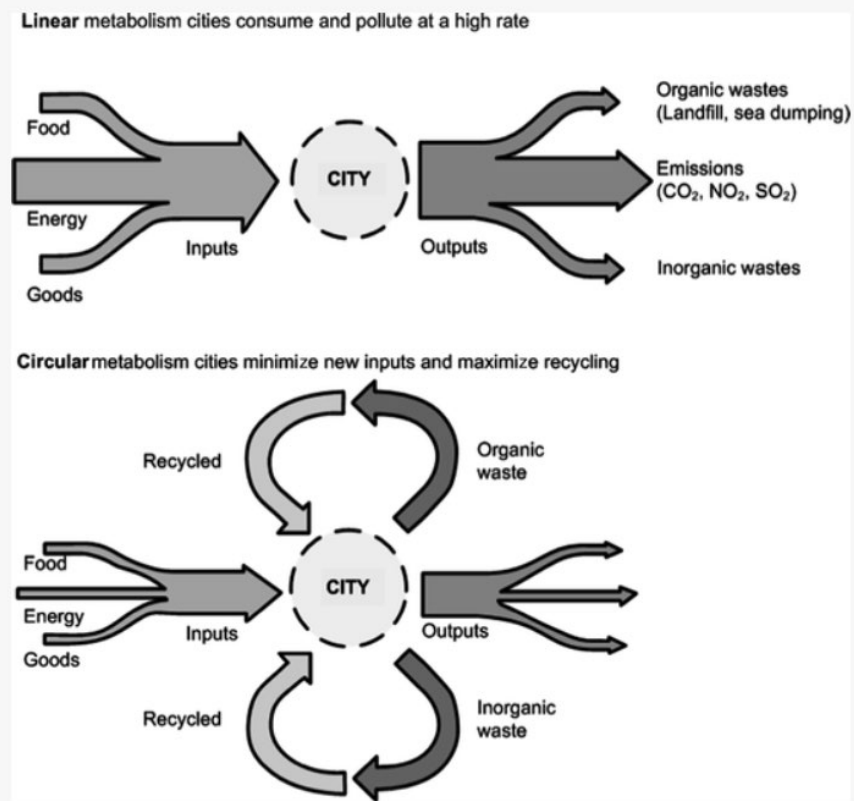 Linear metabolism cities consume and pollute at a high rate
Food
Energy
Goods
Inputs
CITY
Outputs
Organic wastes
(Landfill, sea dumping)
Emissions
(CO₂, NO₂, SO₂)
Inorganic wastes
Circular metabolism cities minimize new inputs and maximize recycling
Recycled
Organic
waste
Food
Energy
Goods
Inputs
CITY
Outputs
Recycled
Inorganic
waste